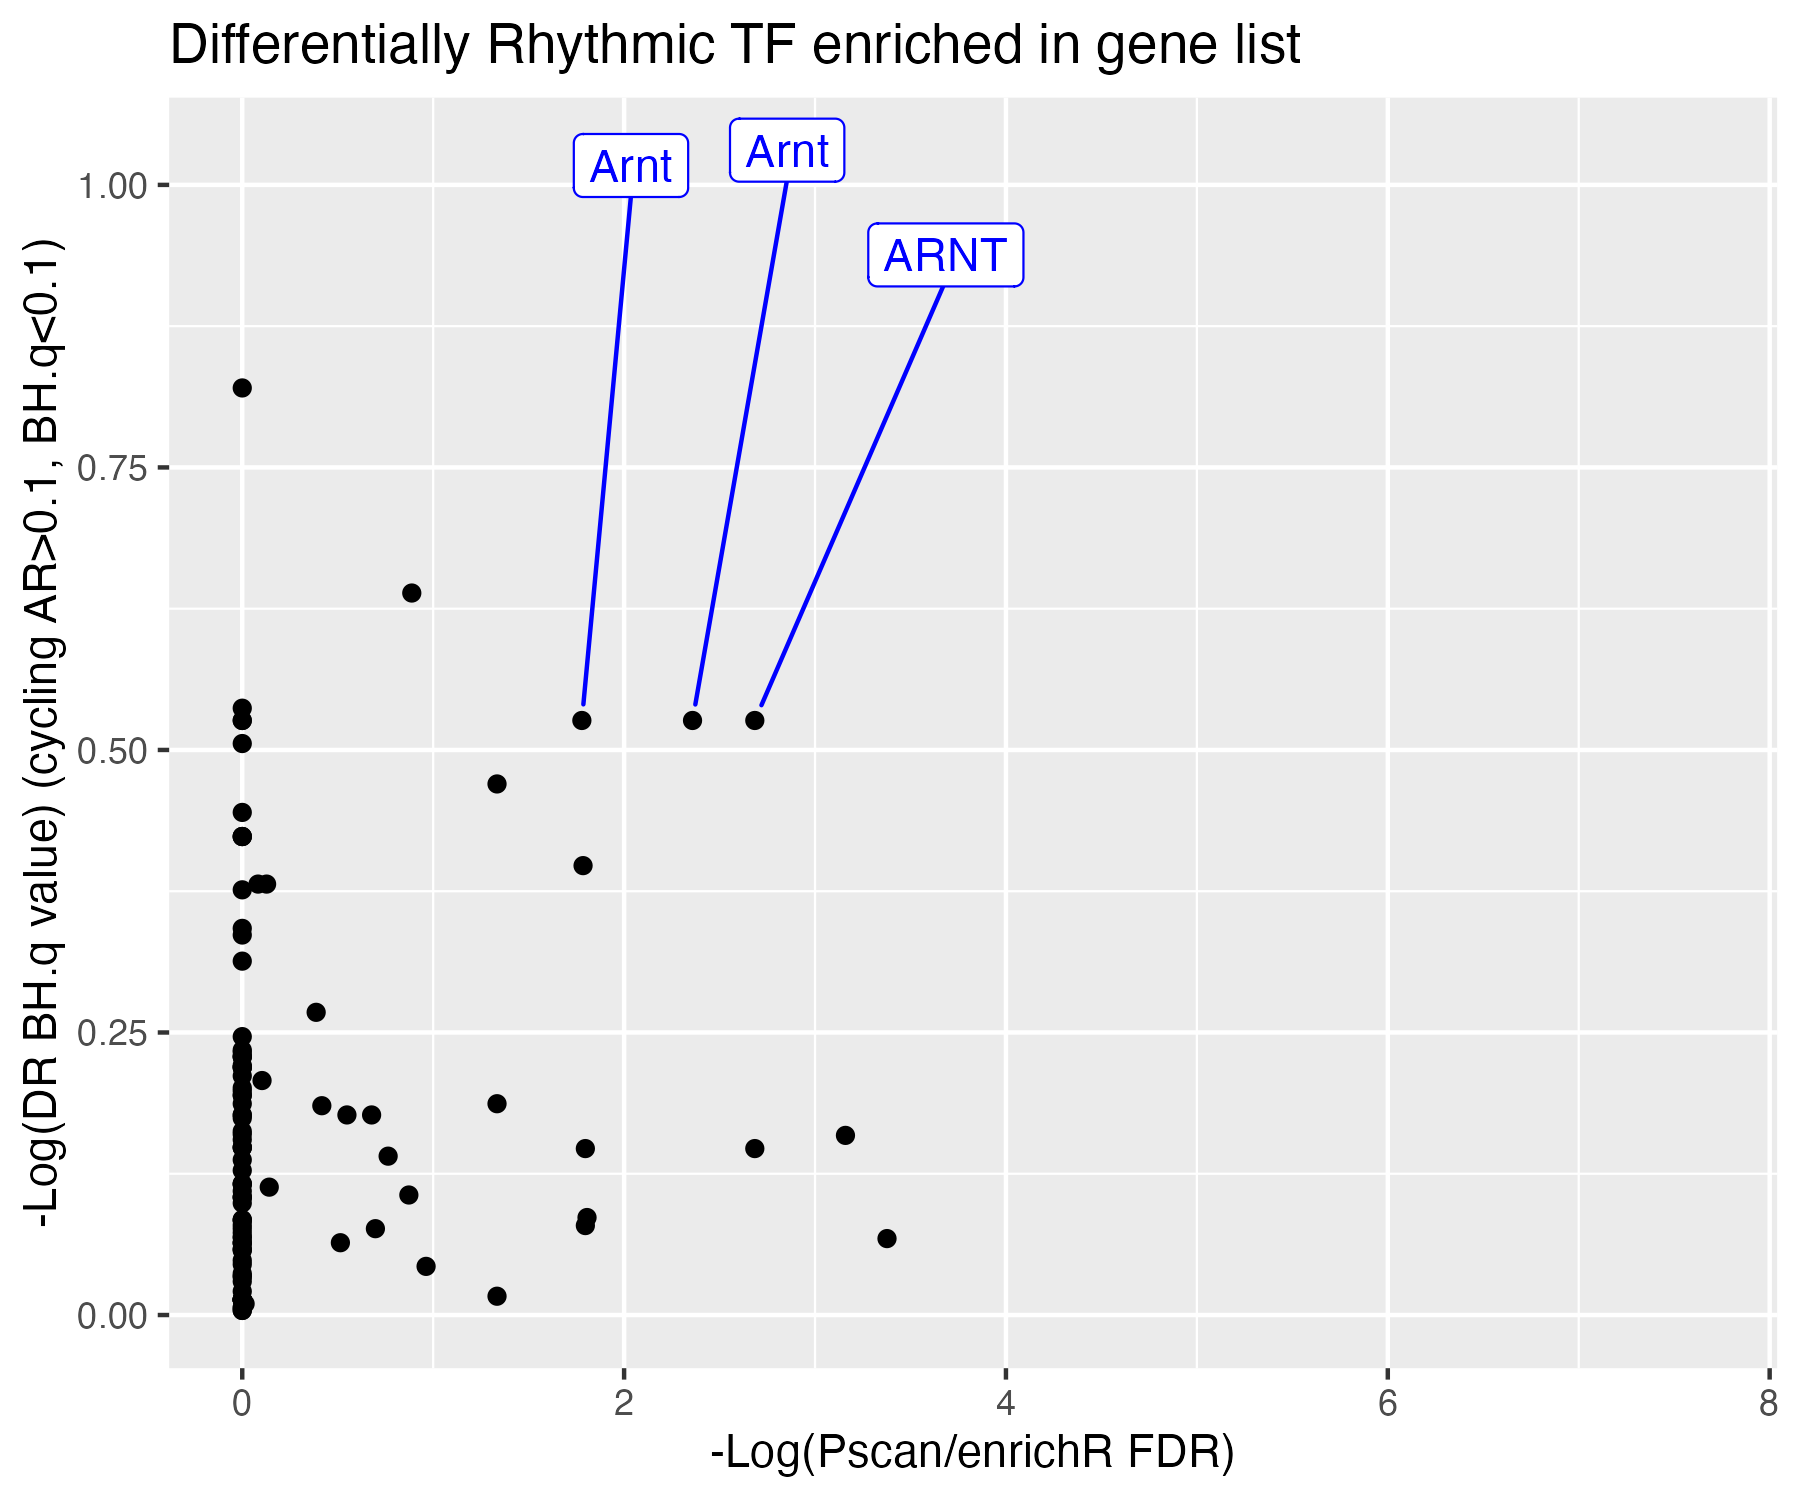 Differentially Rhythmic TF enriched in gene list
Arnt
Arnt
ARNT
-Log(DR BH.q value) (cycling AR>0.1, BH.q<0.1)
1.00
0.75
0.50
0.25
0.00
0
2
4
6
8
-Log(Pscan/enrichR FDR)